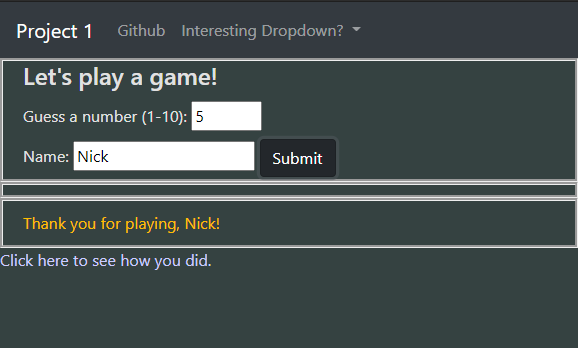 Project 1 Github Interesting Dropdown?
Let's play a game!
Guess a number (1-10): 5
Name: Nick Submit
Thank you for playing, Nick!
Click here to see how you did.